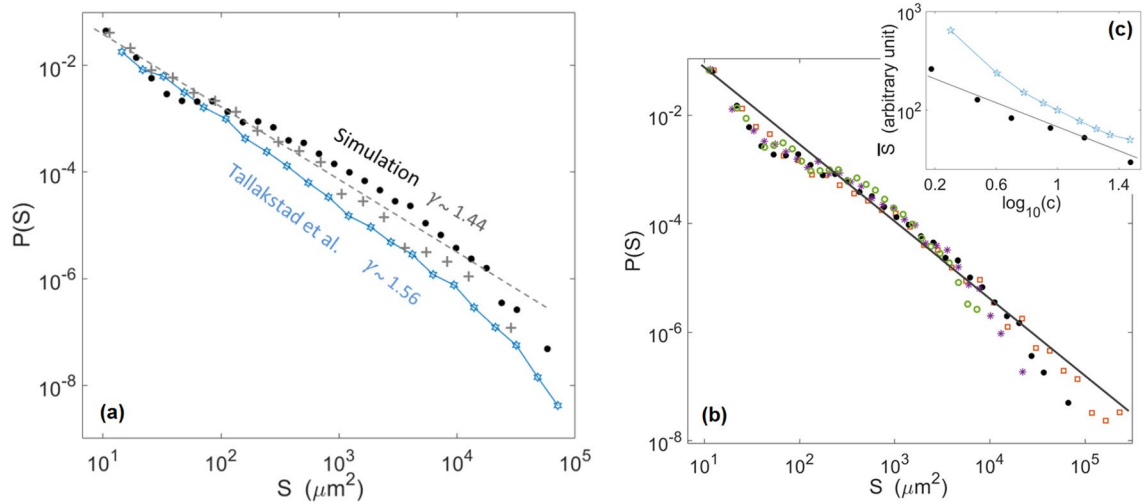 10^-2
10^-4
10^-6
10^-8
P(S)
Simulation
γ ~ 1.44
Tallakstad et al.
γ ~ 1.56
(a)
10^1
10^2
10^3
10^4
10^5
S (μm^2)
10^-2
10^-4
10^-6
10^-8
P(S)
(b)
10^1
10^2
10^3
10^4
10^5
S (μm^2)
10^3
(c)
10^2
S̅ (arbitrary unit)
0.2
0.6
1
1.4
log_10(c)